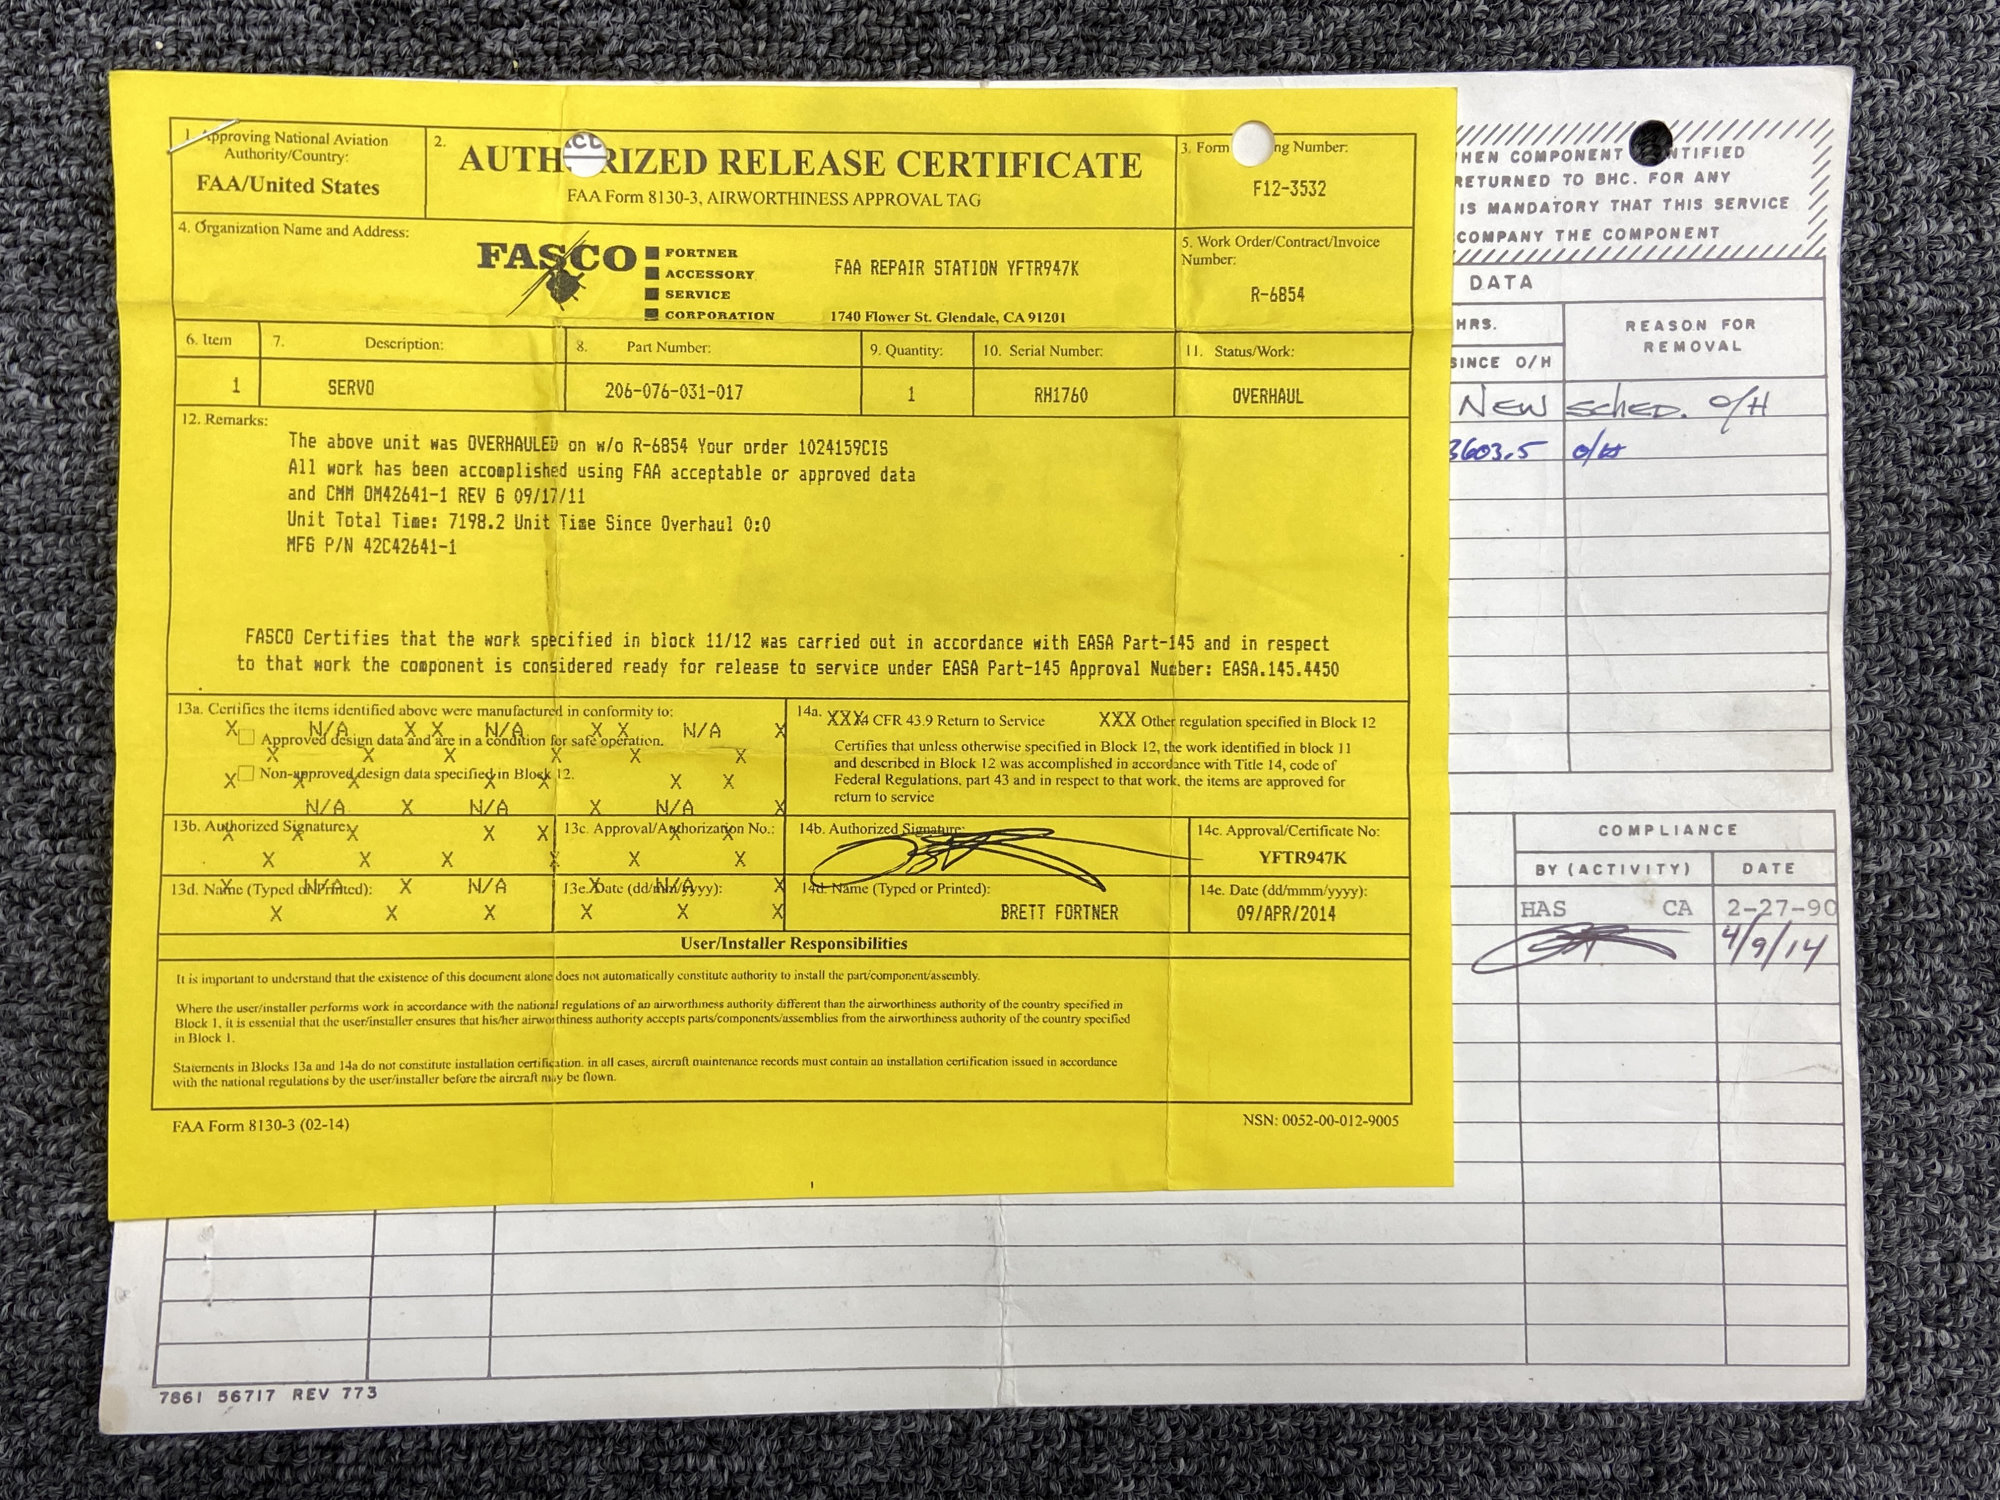 1. Approving National Aviation
Authority/Country:
FAA/United States
2.
AUTH RIZED RELEASE CERTIFICATE
FAA Form 8130-3, AIRWORTHINESS APPROVAL TAG
3. Form ng Number:
F12-3532
4. Organization Name and Address:
FASCO
FORTNER
ACCESSORY
SERVICE
CORPORATION
FAA REPAIR STATION YFTR947K
1740 Flower St. Glendale, CA 91201
5. Work Order/Contract/Invoice
Number:
R-6854
6. Item 7. Description: 8. Part Number: 9. Quantity: 10. Serial Number: 11. Status/Work:
1 SERVO 206-076-031-017 1 RH1760 OVERHAUL
12. Remarks:
The above unit was OVERHAULED on w/o R-6854 Your order 1024159CIS
All work has been accomplished using FAA acceptable or approved data
and CMM OM42641-1 REV G 09/17/11
Unit Total Time: 7198.2 Unit Time Since Overhaul 0:0
MFG P/N 42C42641-1
FASCO Certifies that the work specified in block 11/12 was carried out in accordance with EASA Part-145 and in respect
to that work the component is considered ready for release to service under EASA Part-145 Approval Number: EASA.145.4450
13a. Certifies the items identified above were manufactured in conformity to:
X N/A X X N/A X X N/A X
Approved design data and are in a condition for safe operation.
X X X X X X
Non-approved design data specified in Block 12.
X X X X X X X
N/A X N/A X N/A X
14a. XXX4 CFR 43.9 Return to Service XXX Other regulation specified in Block 12
Certifies that unless otherwise specified in Block 12, the work identified in block 11
and described in Block 12 was accomplished in accordance with Title 14, code of
Federal Regulations, part 43 and in respect to that work, the items are approved for
return to service
13b. Authorized Signature: 13c. Approval/Authorization No.:
X X X X X X X
X X X X X X
14b. Authorized Signature:
14c. Approval/Certificate No:
YFTR947K
13d. Name (Typed or Printed): 13e. Date (dd/mmm/yyyy):
X N/A X N/A X N/A X
X X X X X X
14d. Name (Typed or Printed):
BRETT FORTNER
14e. Date (dd/mmm/yyyy):
09/APR/2014
User/Installer Responsibilities
It is important to understand that the existence of this document alone does not automatically constitute authority to install the part/component/assembly.
Where the user/installer performs work in accordance with the national regulations of an airworthiness authority different than the airworthiness authority of the country specified in
Block 1, it is essential that the user/installer ensures that his/her airworthiness authority accepts parts/components/assemblies from the airworthiness authority of the country specified
in Block 1.
Statements in Blocks 13a and 14a do not constitute installation certification. in all cases, aircraft maintenance records must contain an installation certification issued in accordance
with the national regulations by the user/installer before the aircraft may be flown.
FAA Form 8130-3 (02-14)
NSN: 0052-00-012-9005
HEN COMPONENT NTIFIED
RETURNED TO BHC. FOR ANY
IS MANDATORY THAT THIS SERVICE
COMPANY THE COMPONENT
DATA
HRS.
SINCE O/H
REASON FOR
REMOVAL
NEW SCHED. O/H
3603.5 O/H
COMPLIANCE
BY (ACTIVITY) DATE
HAS CA 2-27-90
4/9/14
7861 56717 REV 773